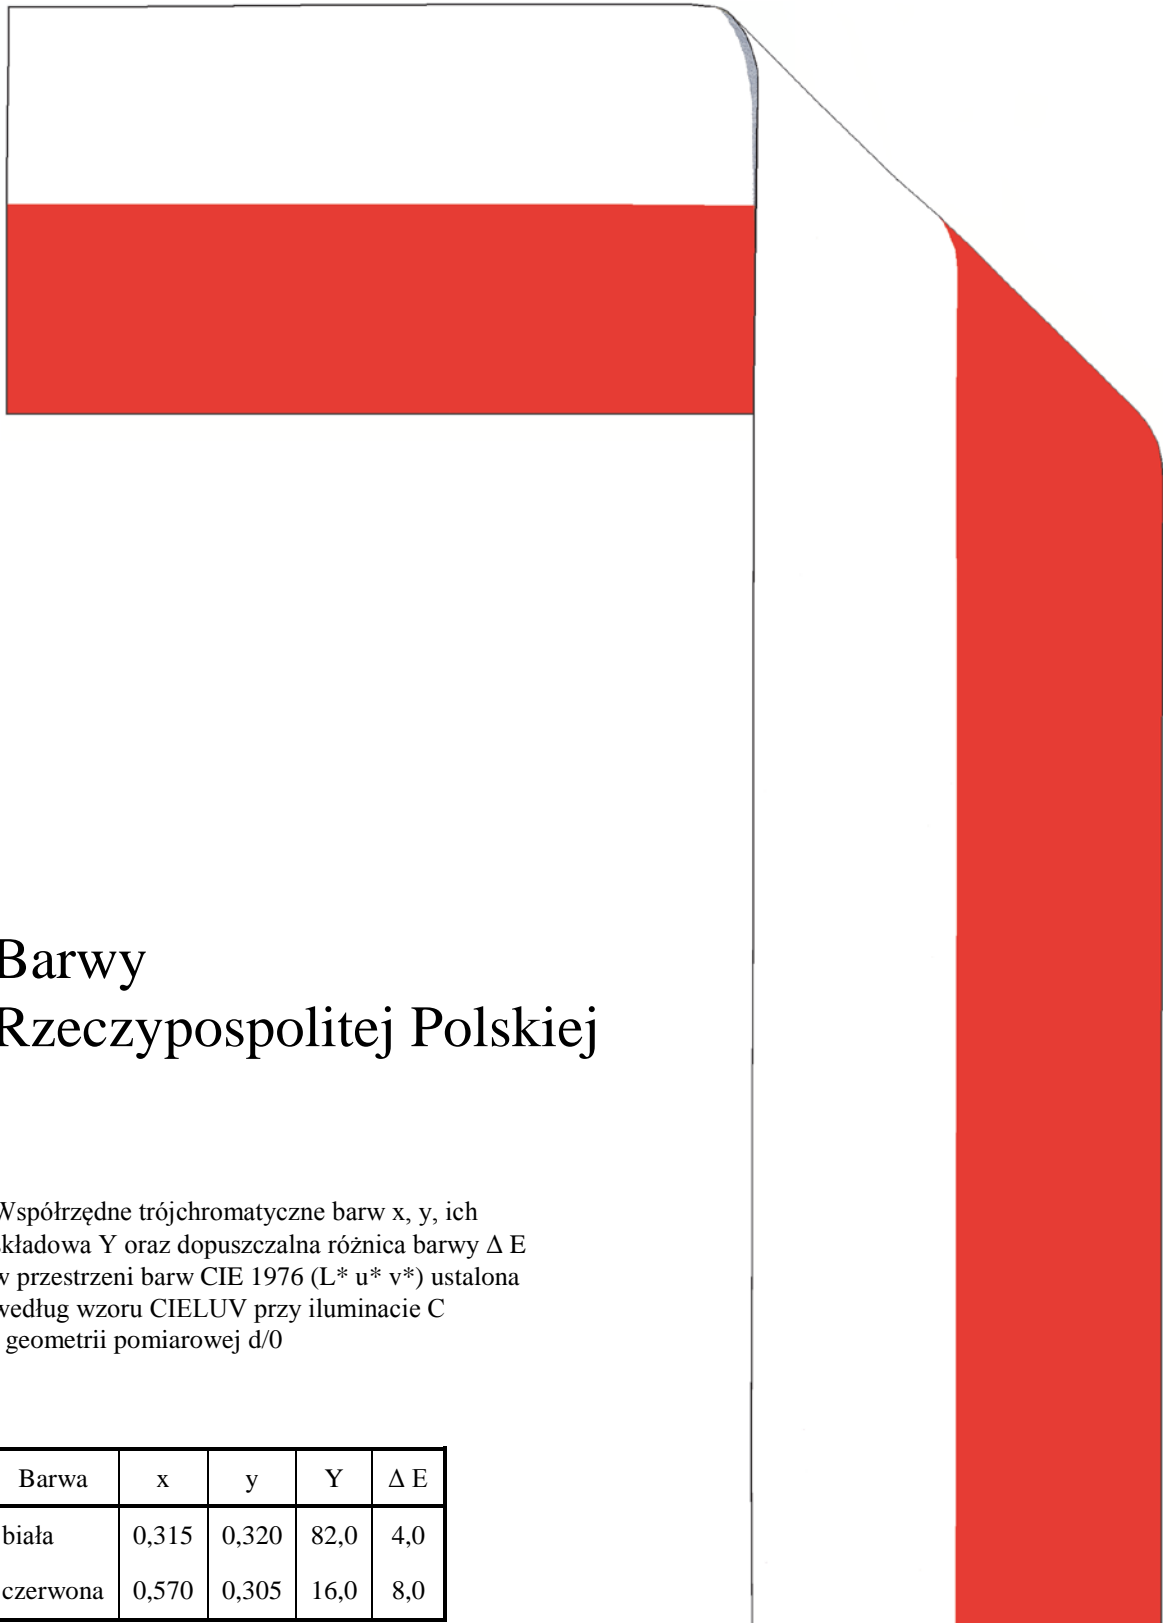 Barwy
Rzeczypospolitej Polskiej
Współrzędne trójchromatyczne barw x, y, ich
składowa Y oraz dopuszczalna różnica barwy Δ E
w przestrzeni barw CIE 1976 (L* u* v*) ustalona
według wzoru CIELUV przy iluminacie C
i geometrii pomiarowej d/0
Barwa x y Y Δ E
biała 0,315 0,320 82,0 4,0
czerwona 0,570 0,305 16,0 8,0